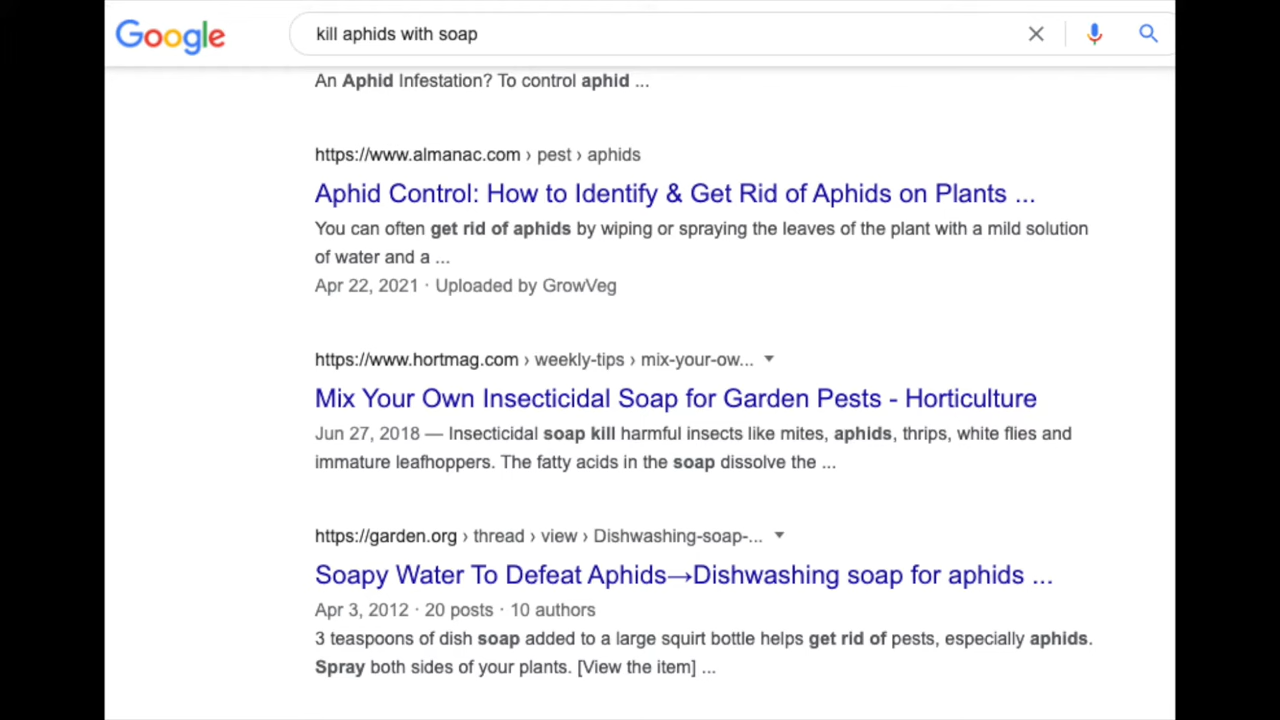 Google
kill aphids with soap
An Aphid Infestation? To control aphid ...
https://www.almanac.com › pest › aphids
Aphid Control: How to Identify & Get Rid of Aphids on Plants ...
You can often get rid of aphids by wiping or spraying the leaves of the plant with a mild solution
of water and a ...
Apr 22, 2021 · Uploaded by GrowVeg
https://www.hortmag.com › weekly-tips › mix-your-ow...
Mix Your Own Insecticidal Soap for Garden Pests - Horticulture
Jun 27, 2018 — Insecticidal soap kill harmful insects like mites, aphids, thrips, white flies and
immature leafhoppers. The fatty acids in the soap dissolve the ...
https://garden.org › thread › view › Dishwashing-soap-...
Soapy Water To Defeat Aphids→Dishwashing soap for aphids ...
Apr 3, 2012 · 20 posts · 10 authors
3 teaspoons of dish soap added to a large squirt bottle helps get rid of pests, especially aphids.
Spray both sides of your plants. [View the item] ...